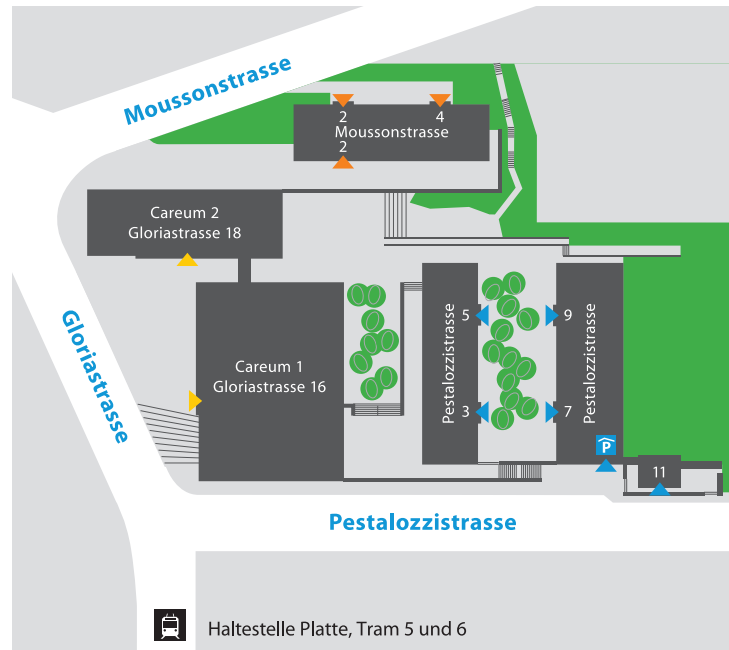 Moussonstrasse
2
4
Moussonstrasse
2
Careum 2
Gloriastrasse 18
Gloriastrasse
Careum 1
Gloriastrasse 16
Pestalozzistrasse
5
3
9
7
Pestalozzistrasse
P
11
Pestalozzistrasse
Haltestelle Platte, Tram 5 und 6